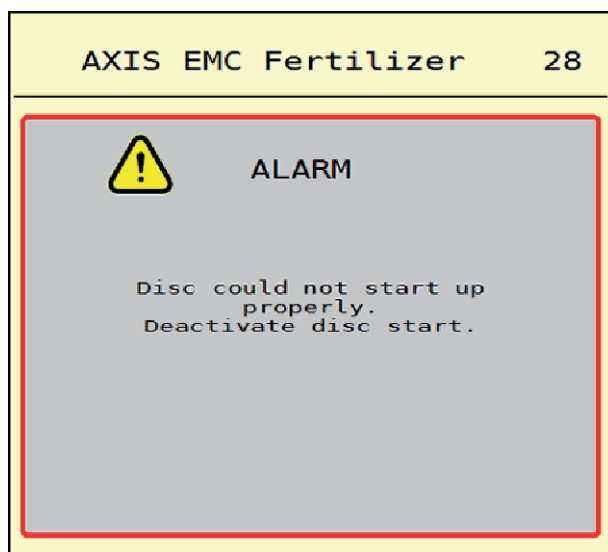 AXIS EMC Fertilizer 28
ALARM
Disc could not start up
properly.
Deactivate disc start.